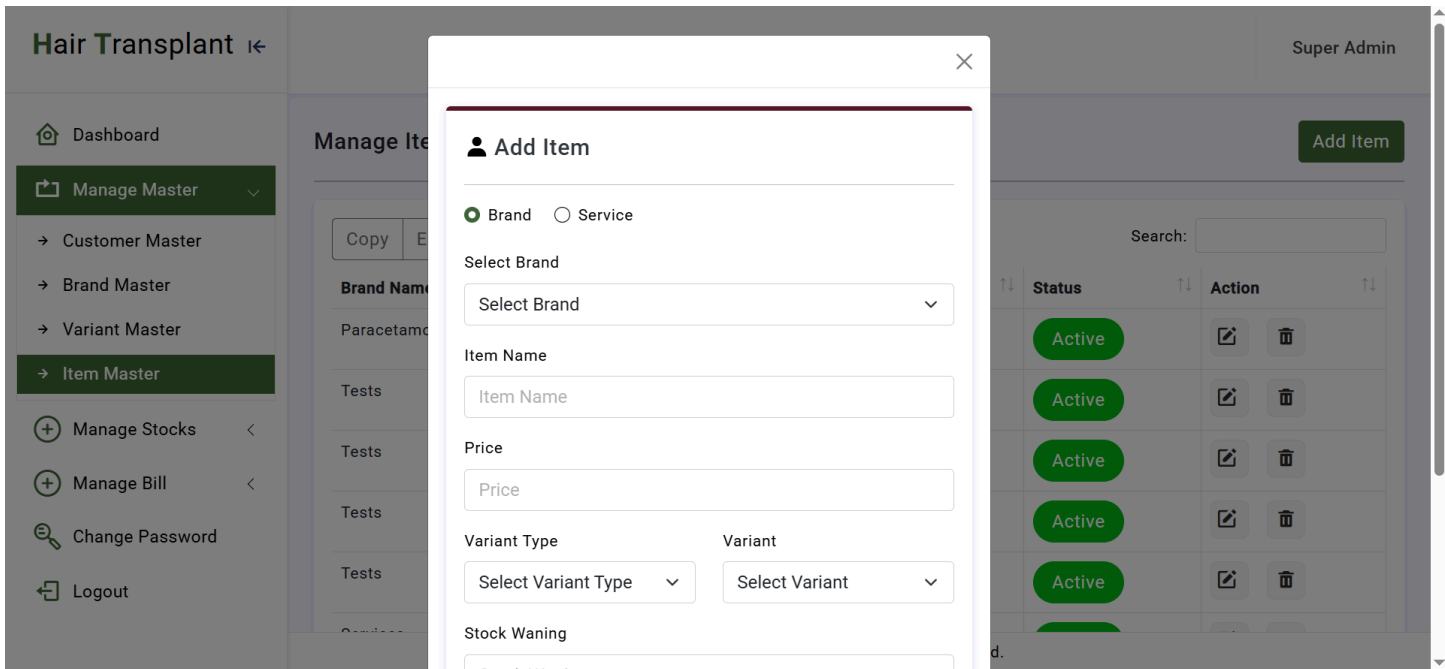 Hair Transplant
Super Admin
Dashboard
Manage Master
Customer Master
Brand Master
Variant Master
Item Master
Manage Stocks
Manage Bill
Change Password
Logout
Manage Ite
Add Item
Copy E
Search:
Brand Name Status Action
Paracetamo Active
Tests Active
Tests Active
Tests Active
Tests Active
d.
Add Item
Brand Service
Select Brand
Select Brand
Item Name
Item Name
Price
Price
Variant Type Variant
Select Variant Type Select Variant
Stock Waning